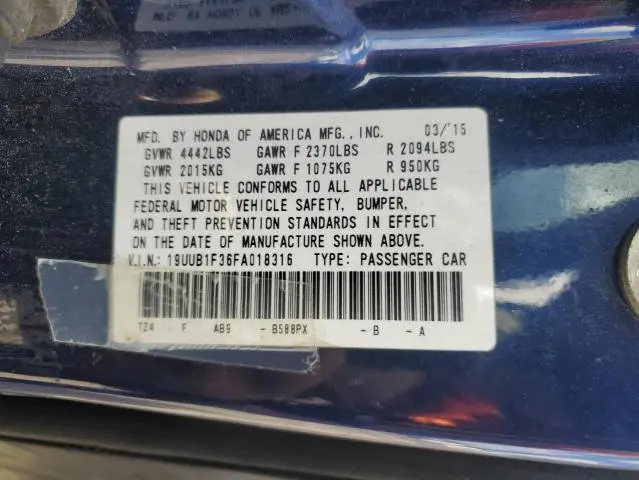 MFD. BY HONDA OF AMERICA MFG., INC. 03/'15
GVWR 4442LBS GAWR F 2370LBS R 2094LBS
GVWR 2015KG GAWR F 1075KG R 950KG
THIS VEHICLE CONFORMS TO ALL APPLICABLE
FEDERAL MOTOR VEHICLE SAFETY, BUMPER,
AND THEFT PREVENTION STANDARDS IN EFFECT
ON THE DATE OF MANUFACTURE SHOWN ABOVE.
V.I.N.: 19UUB1F36FA018316 TYPE: PASSENGER CAR
TZ4 F AB9 - B588PX - B - A